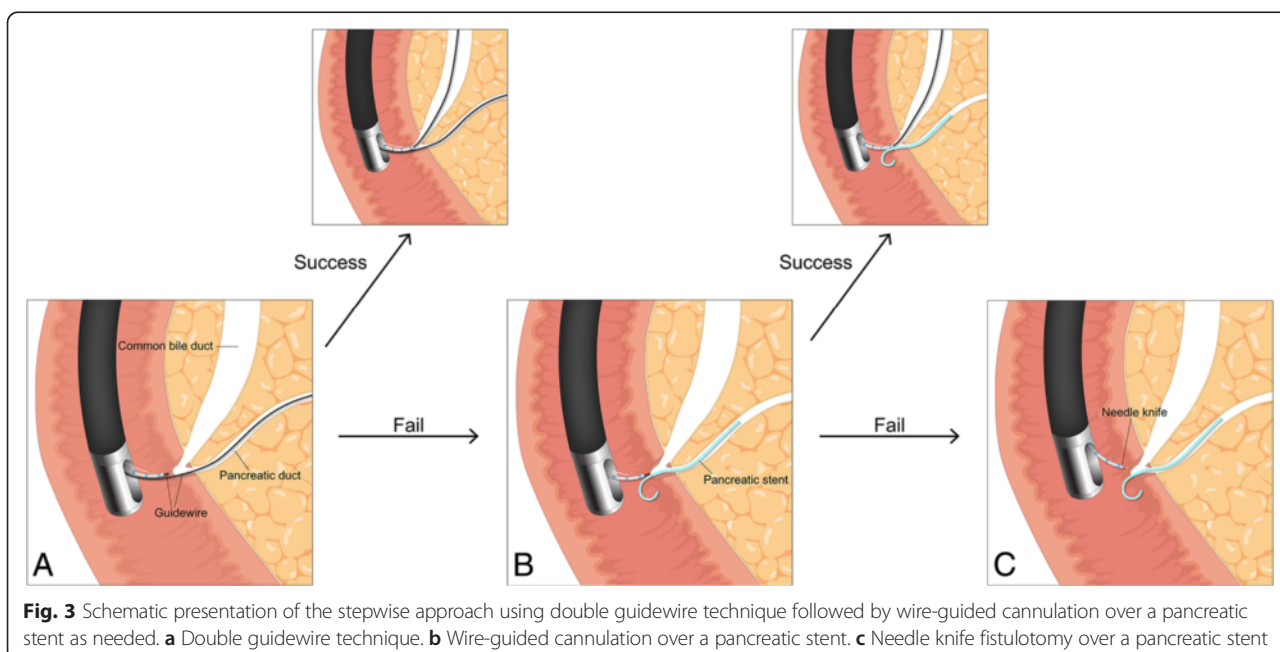 Success
Success
Common bile duct
Pancreatic duct
Guidewire
A
Fail
Pancreatic stent
B
Fail
Needle knife
C
Fig. 3 Schematic presentation of the stepwise approach using double guidewire technique followed by wire-guided cannulation over a pancreatic
stent as needed. a Double guidewire technique. b Wire-guided cannulation over a pancreatic stent. c Needle knife fistulotomy over a pancreatic stent